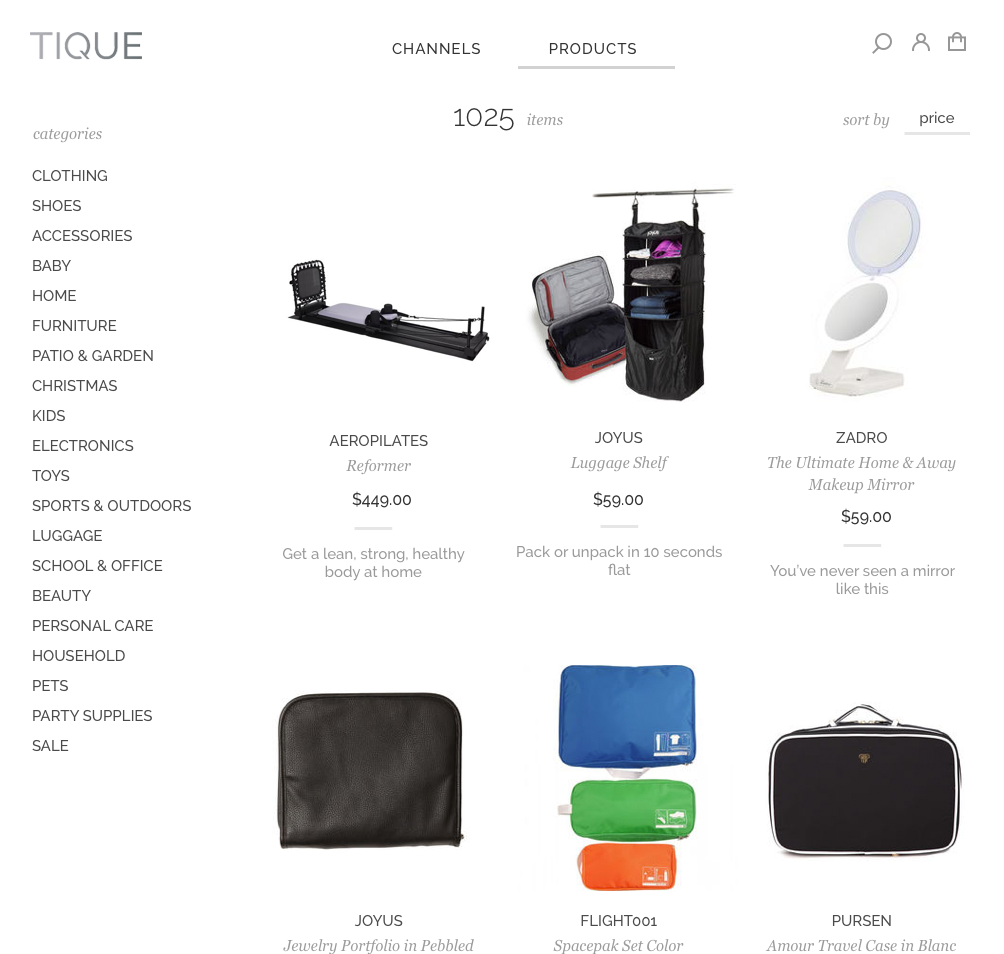 TIQUE
CHANNELS
PRODUCTS
1025 items
sort by price
categories
CLOTHING
SHOES
ACCESSORIES
BABY
HOME
FURNITURE
PATIO & GARDEN
CHRISTMAS
KIDS
ELECTRONICS
TOYS
SPORTS & OUTDOORS
LUGGAGE
SCHOOL & OFFICE
BEAUTY
PERSONAL CARE
HOUSEHOLD
PETS
PARTY SUPPLIES
SALE
AEROPILATES
Reformer
$449.00
Get a lean, strong, healthy
body at home
JOYUS
JOYUS
Luggage Shelf
$59.00
Pack or unpack in 10 seconds
flat
ZADRO
The Ultimate Home & Away
Makeup Mirror
$59.00
You've never seen a mirror
like this
JOYUS
Jewelry Portfolio in Pebbled
FLIGHT001
Spacepak Set Color
PURSEN
Amour Travel Case in Blanc